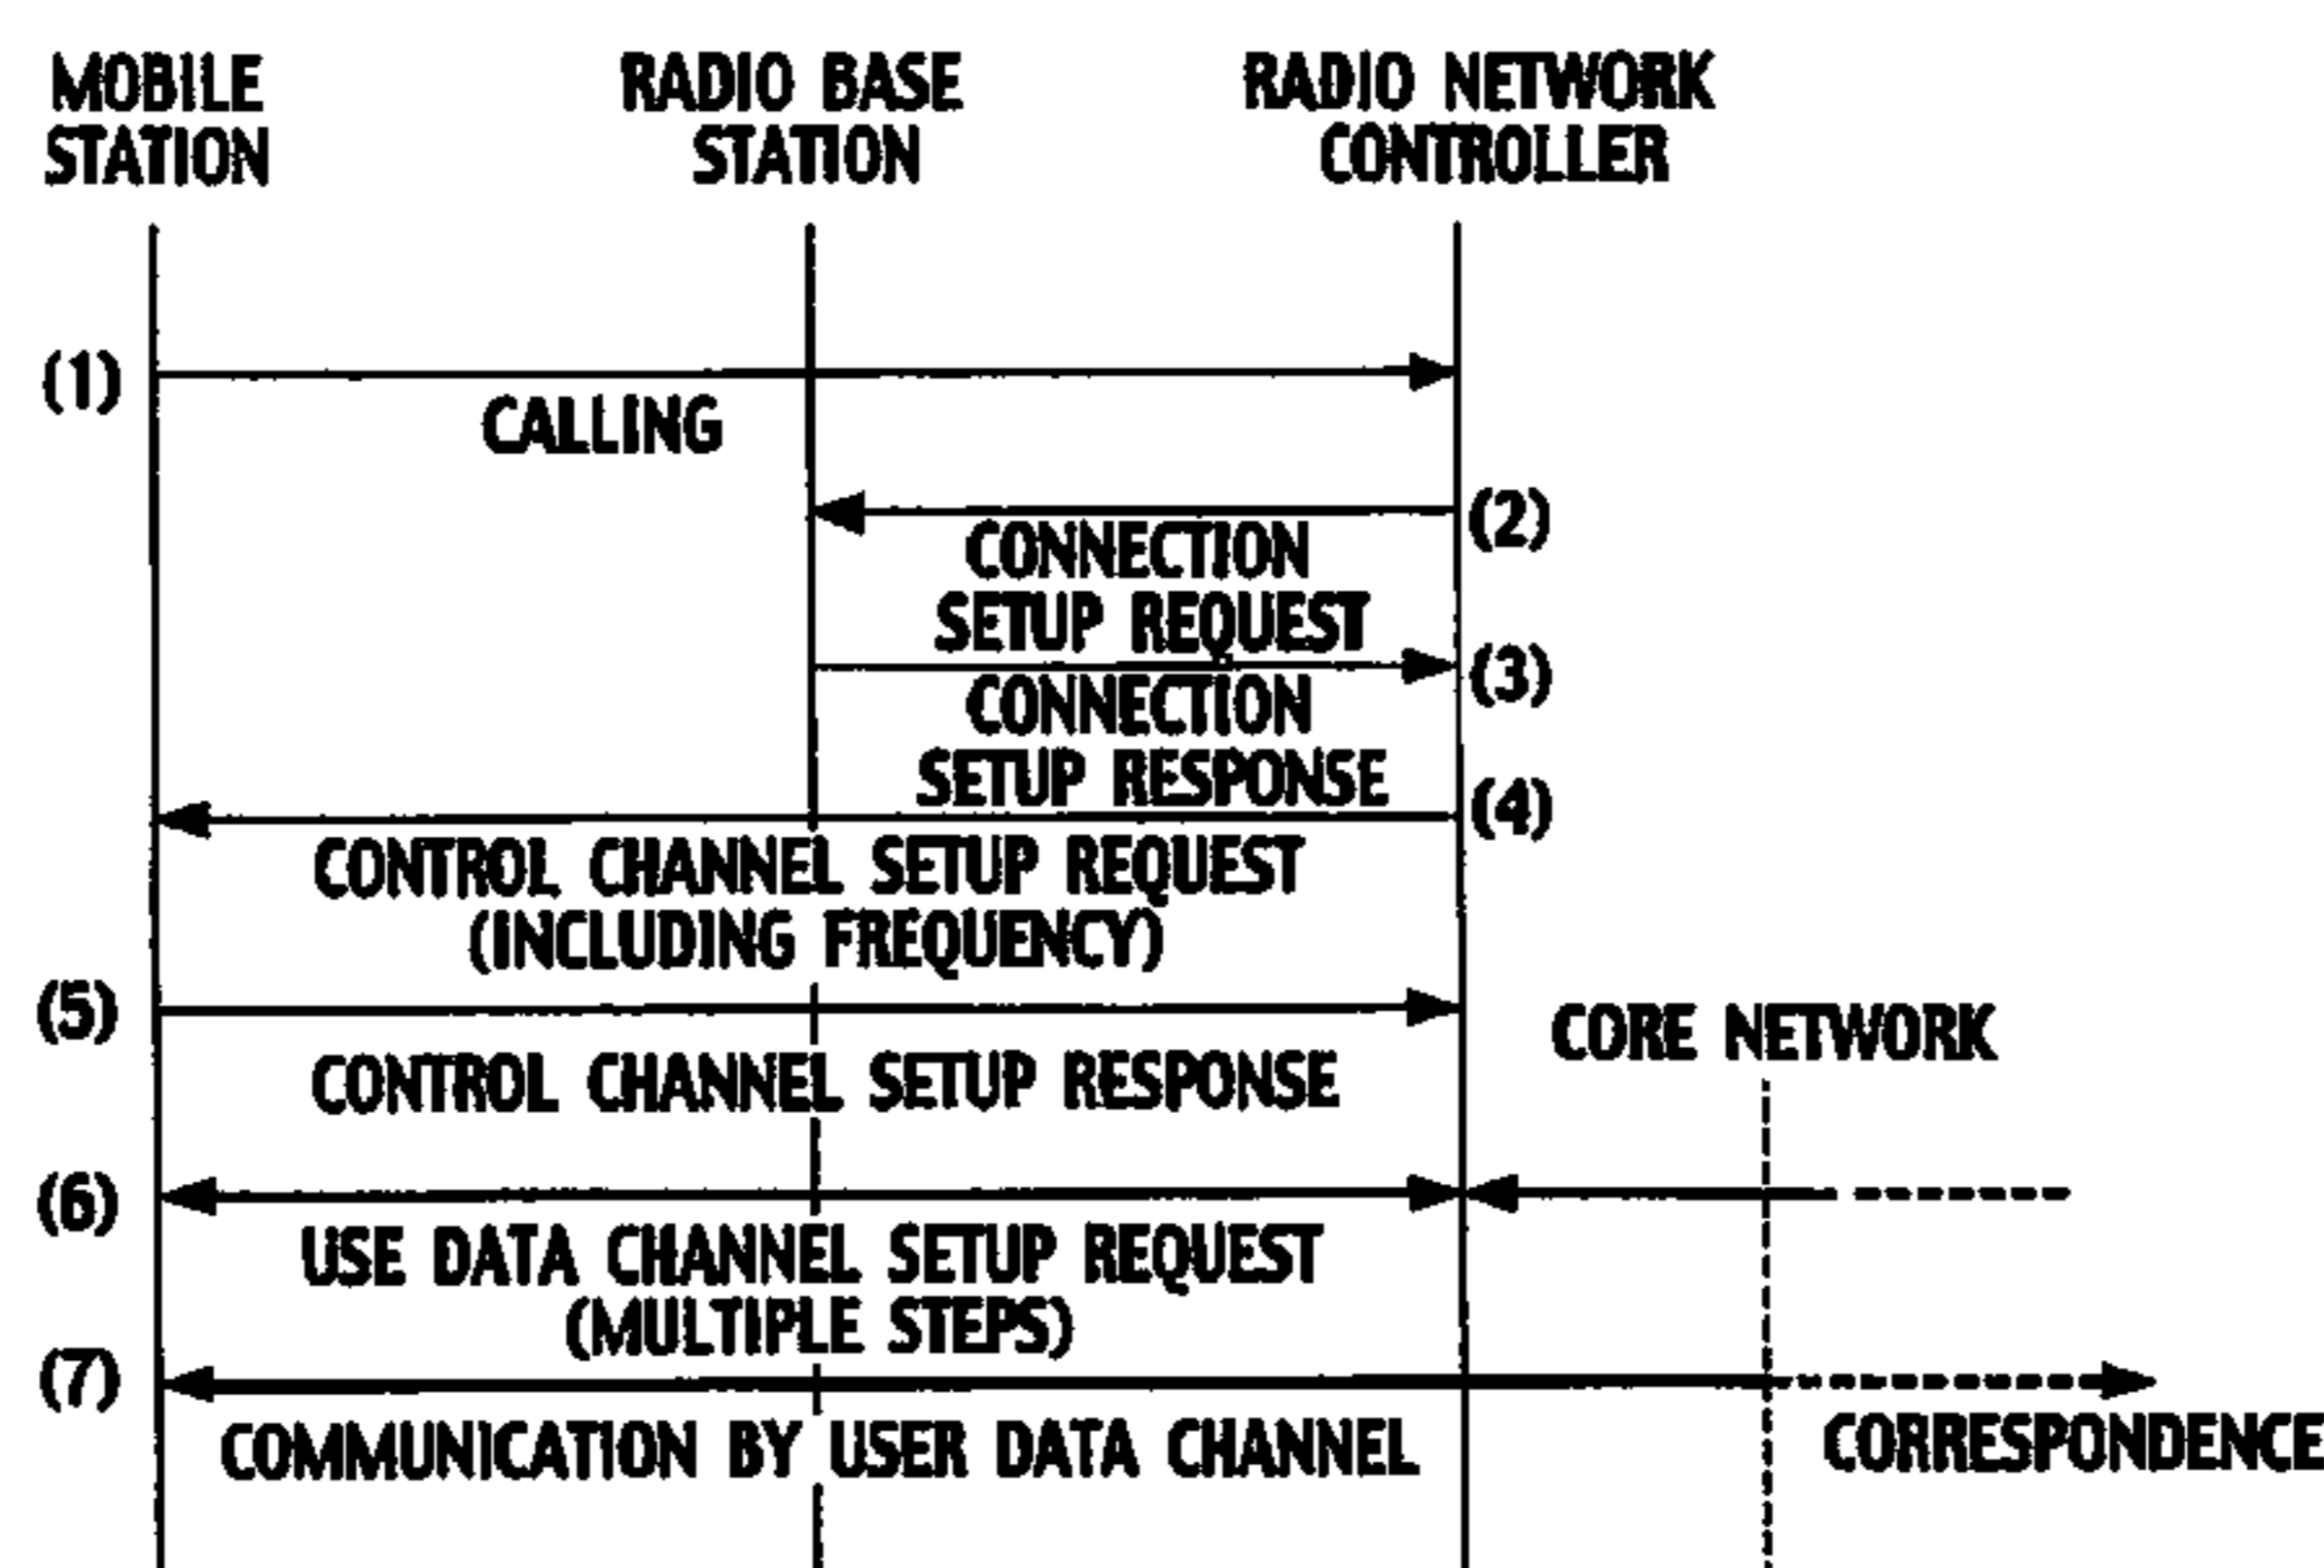 MOBILE
STATION
RADIO BASE
STATION
RADIO NETWORK
CONTROLLER
(1)
CALLING
(2)
CONNECTION
SETUP REQUEST
(3)
CONNECTION
SETUP RESPONSE
(4)
CONTROL CHANNEL SETUP REQUEST
(INCLUDING FREQUENCY)
(5)
CONTROL CHANNEL SETUP RESPONSE
CORE NETWORK
(6)
USE DATA CHANNEL SETUP REQUEST
(MULTIPLE STEPS)
(7)
COMMUNICATION BY USER DATA CHANNEL
CORRESPONDENCE